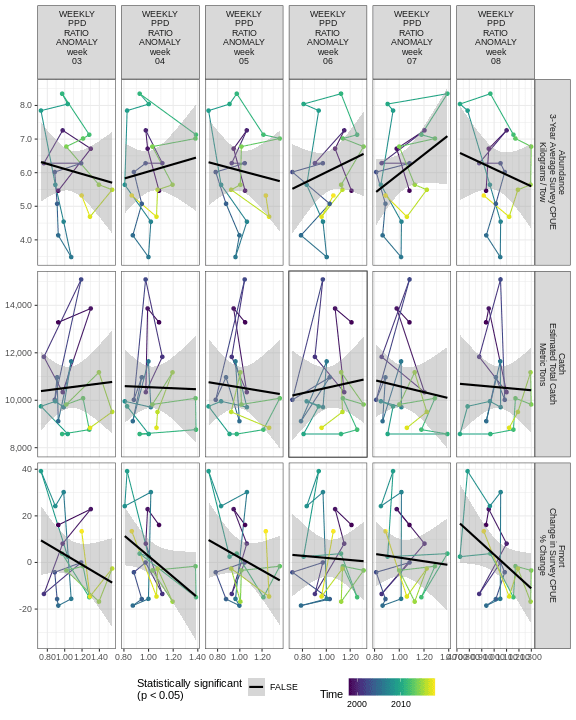 WEEKLY PPD RATIO ANOMALY week 03
WEEKLY PPD RATIO ANOMALY week 04
WEEKLY PPD RATIO ANOMALY week 05
WEEKLY PPD RATIO ANOMALY week 06
WEEKLY PPD RATIO ANOMALY week 07
WEEKLY PPD RATIO ANOMALY week 08
8.0
7.0
6.0
5.0
4.0
Abundance
3-Year Average Survey CPUE
Kilograms / Tow
14,000
12,000
10,000
8,000
Catch
Estimated Total Catch
Metric Tons
40
20
0
-20
Fmort
Change in Survey CPUE
% Change
0.80 1.00 1.20 1.40
0.80 1.00 1.20 1.40
0.80 1.00 1.20
0.80 1.00 1.20
0.80 1.00 1.20
Statistically significant
(p < 0.05)
FALSE
Time
2000 2010